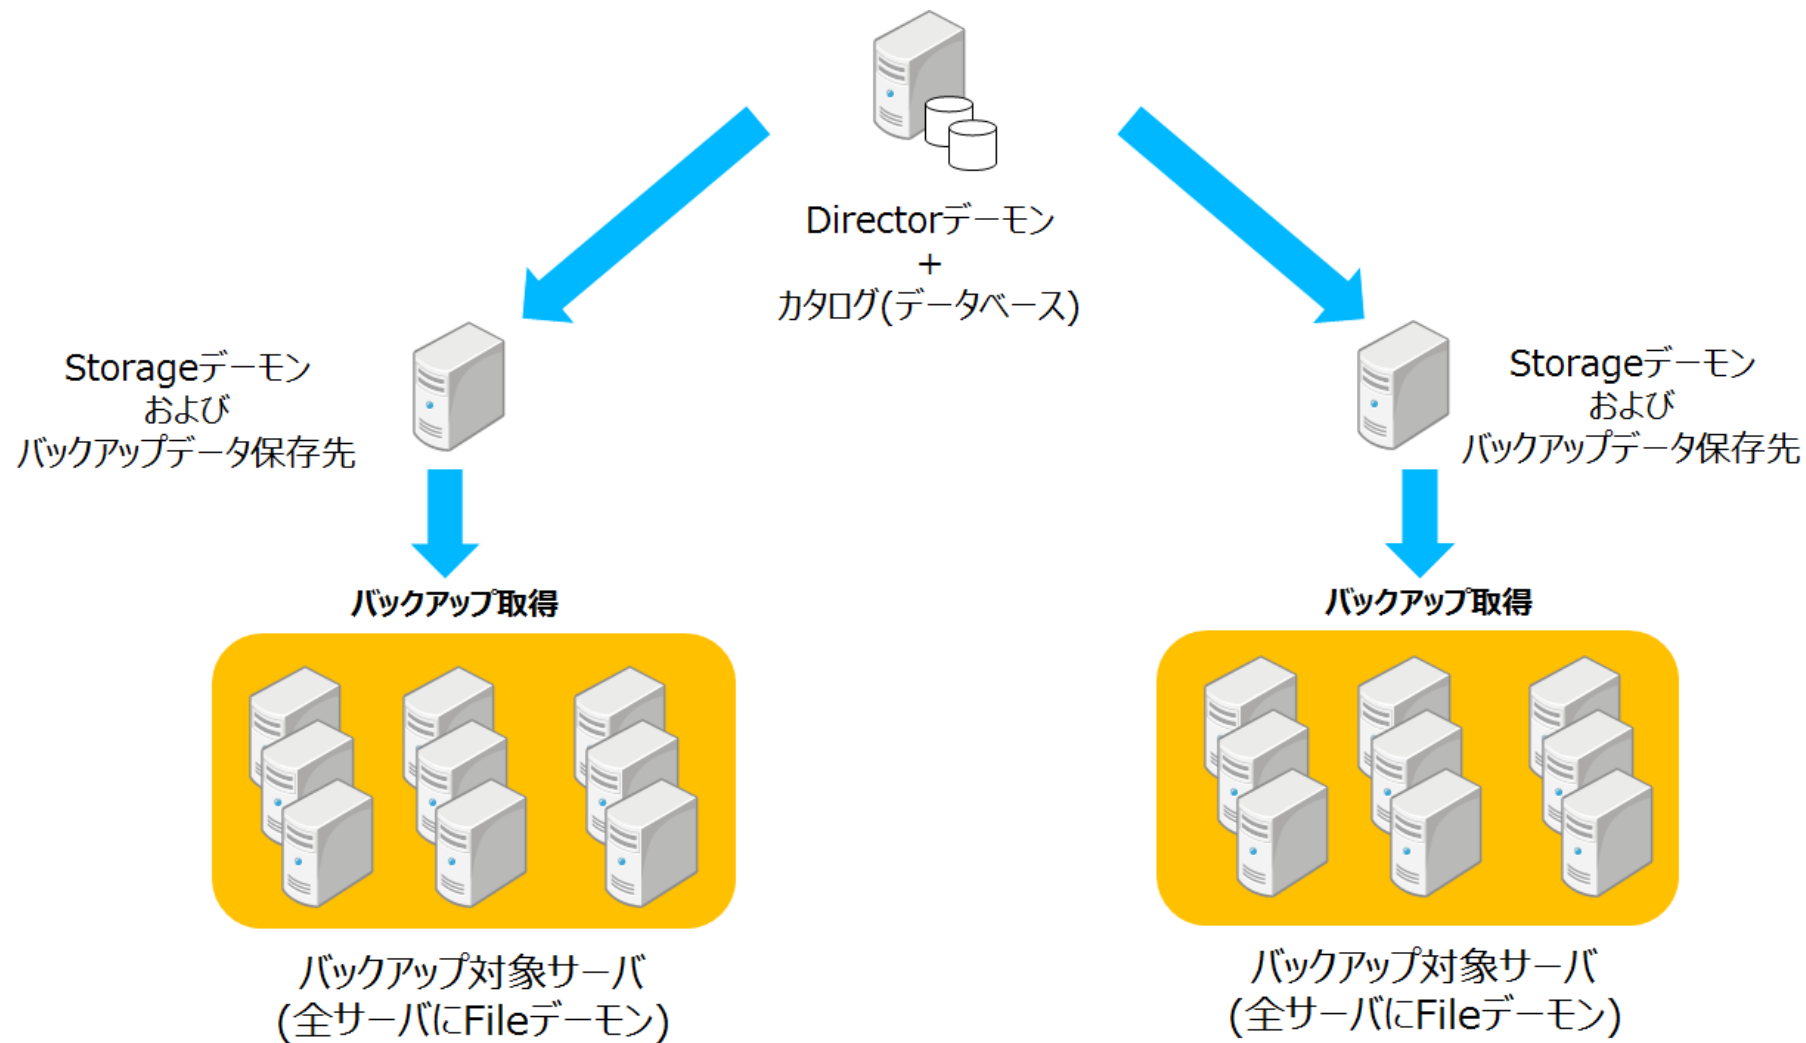 Directorデーモン
+
カタログ(データベース)
Storageデーモン
および
バックアップデータ保存先
Storageデーモン
および
バックアップデータ保存先
バックアップ取得
バックアップ取得
バックアップ対象サーバ
(全サーバにFileデーモン)
バックアップ対象サーバ
(全サーバにFileデーモン)